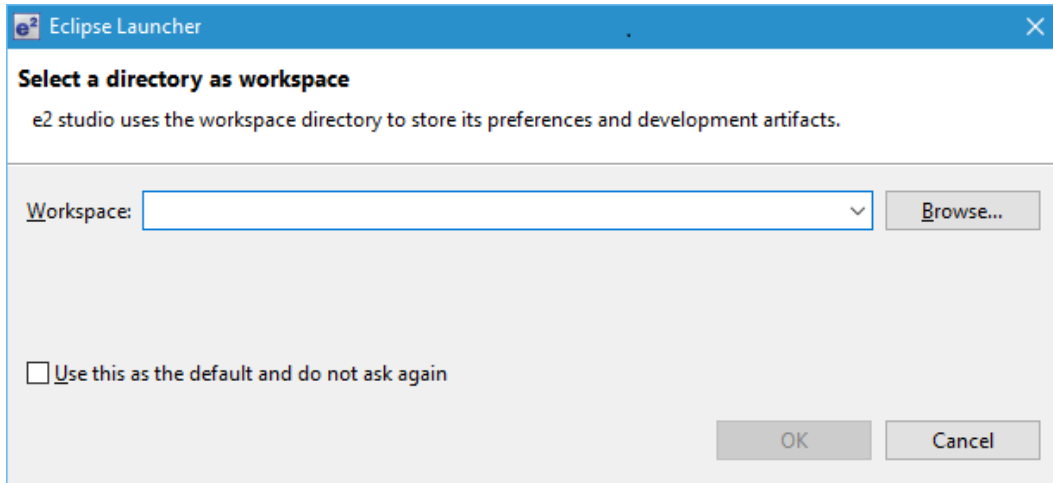 e² Eclipse Launcher
Select a directory as workspace
e2 studio uses the workspace directory to store its preferences and development artifacts.
Workspace: Browse...
Use this as the default and do not ask again
OK Cancel